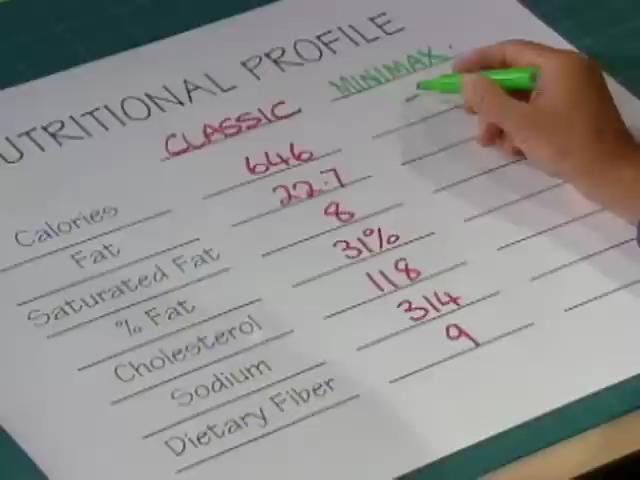 NUTRITIONAL PROFILE
CLASSIC MINIMAX
Calories 646
Fat 22.7
Saturated Fat 8
% Fat 31%
Cholesterol 118
Sodium 314
Dietary Fiber 9